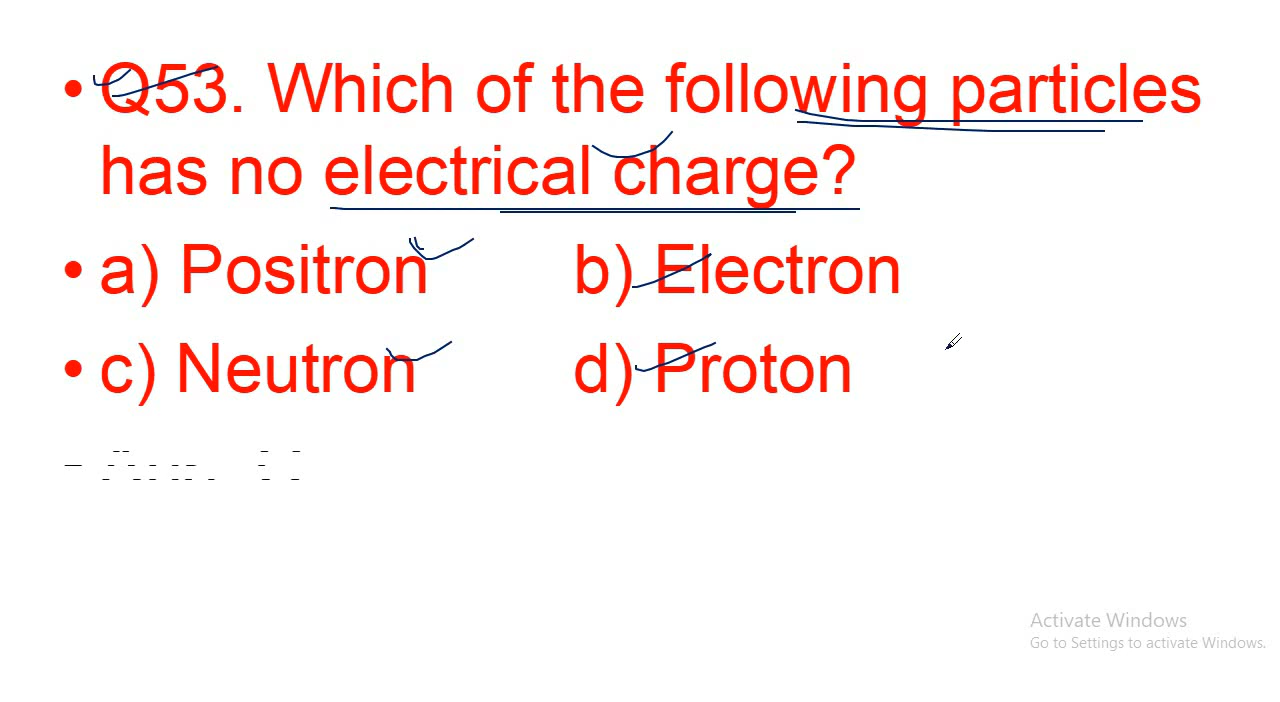 • Q53. Which of the following particles
has no electrical charge?
• a) Positron b) Electron
• c) Neutron d) Proton
Activate Windows
Go to Settings to activate Windows.